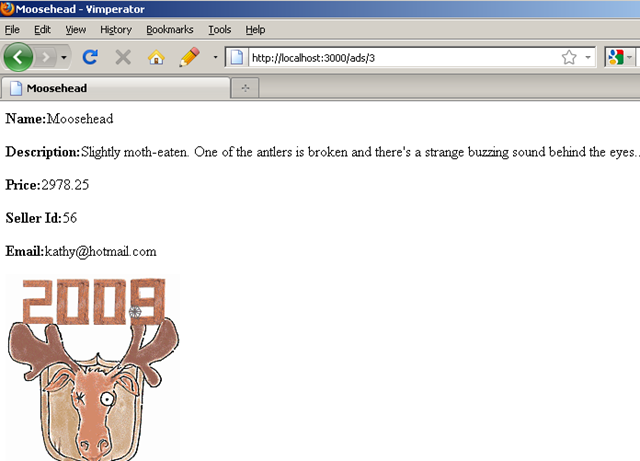 Moosehead - Vimperator
File Edit View History Bookmarks Tools Help
http://localhost:3000/ads/3
Moosehead
Name:Moosehead
Description:Slightly moth-eaten. One of the antlers is broken and there's a strange buzzing sound behind the eyes..
Price:2978.25
Seller Id:56
Email:kathy@hotmail.com
2009